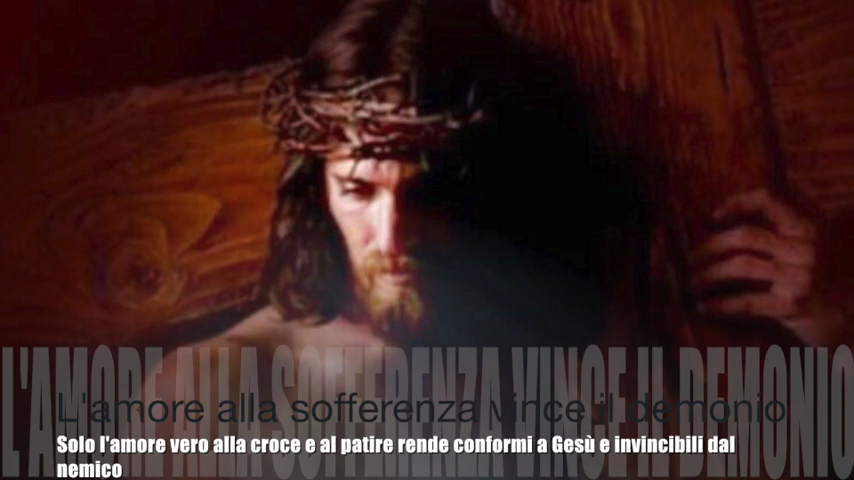 L'AMORE ALLA SOFFERENZA VINCE IL DEMONIO
L'amore alla sofferenza vince il demonio
Solo l'amore vero alla croce e al patire rende conformi a Gesù e invincibili dal
nemico